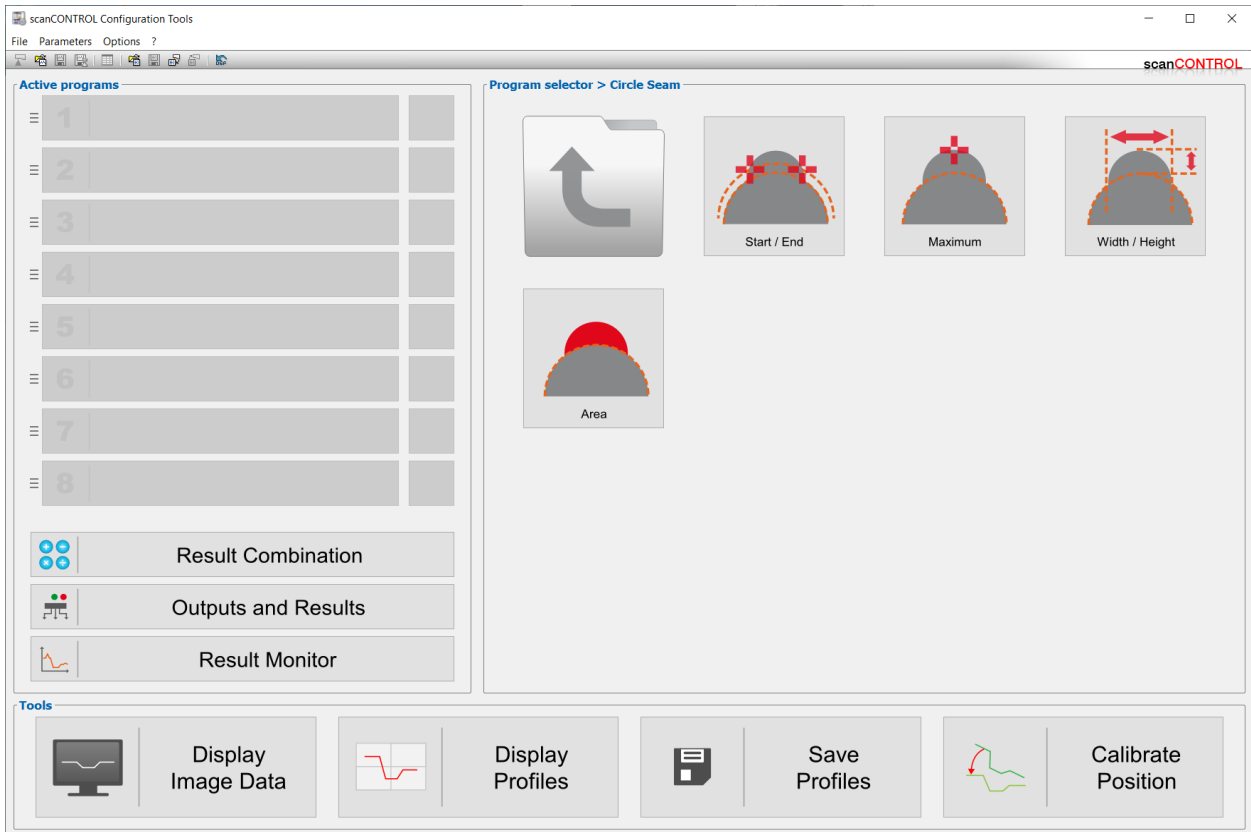 scanCONTROL Configuration Tools
File Parameters Options ?
scanCONTROL
Active programs
1
2
3
4
5
6
7
8
Result Combination
Outputs and Results
Result Monitor
Program selector > Circle Seam
Start / End
Maximum
Width / Height
Area
Tools
Display
Image Data
Display
Profiles
Save
Profiles
Calibrate
Position